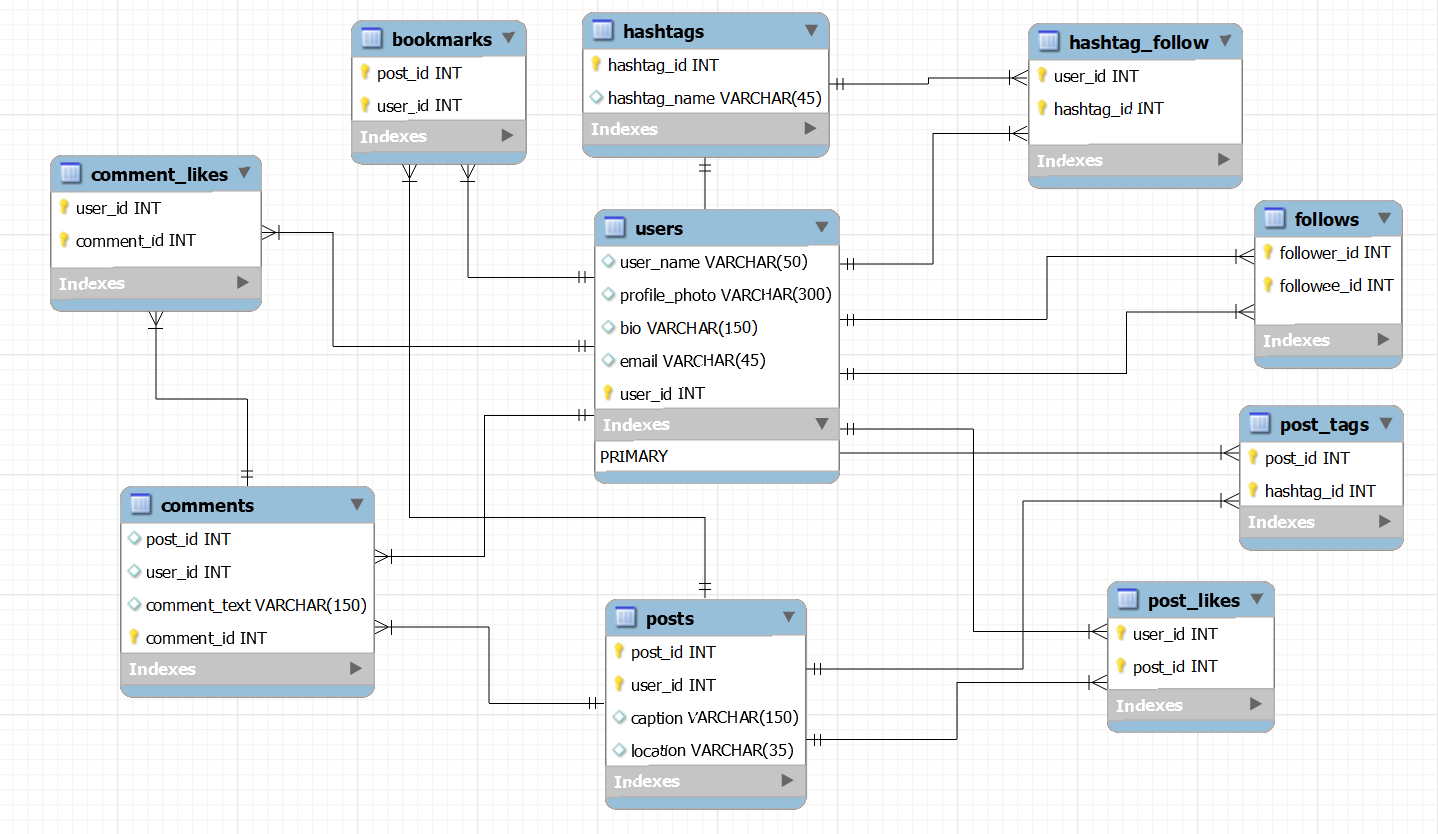 bookmarks
post_id INT
user_id INT
Indexes
hashtags
hashtag_id INT
hashtag_name VARCHAR(45)
Indexes
hashtag_follow
user_id INT
hashtag_id INT
Indexes
comment_likes
user_id INT
comment_id INT
Indexes
users
user_name VARCHAR(50)
profile_photo VARCHAR(300)
bio VARCHAR(150)
email VARCHAR(45)
user_id INT
Indexes
PRIMARY
follows
follower_id INT
followee_id INT
Indexes
post_tags
post_id INT
hashtag_id INT
Indexes
comments
post_id INT
user_id INT
comment_text VARCHAR(150)
comment_id INT
Indexes
posts
post_id INT
user_id INT
caption VARCHAR(150)
location VARCHAR(35)
Indexes
post_likes
user_id INT
post_id INT
Indexes